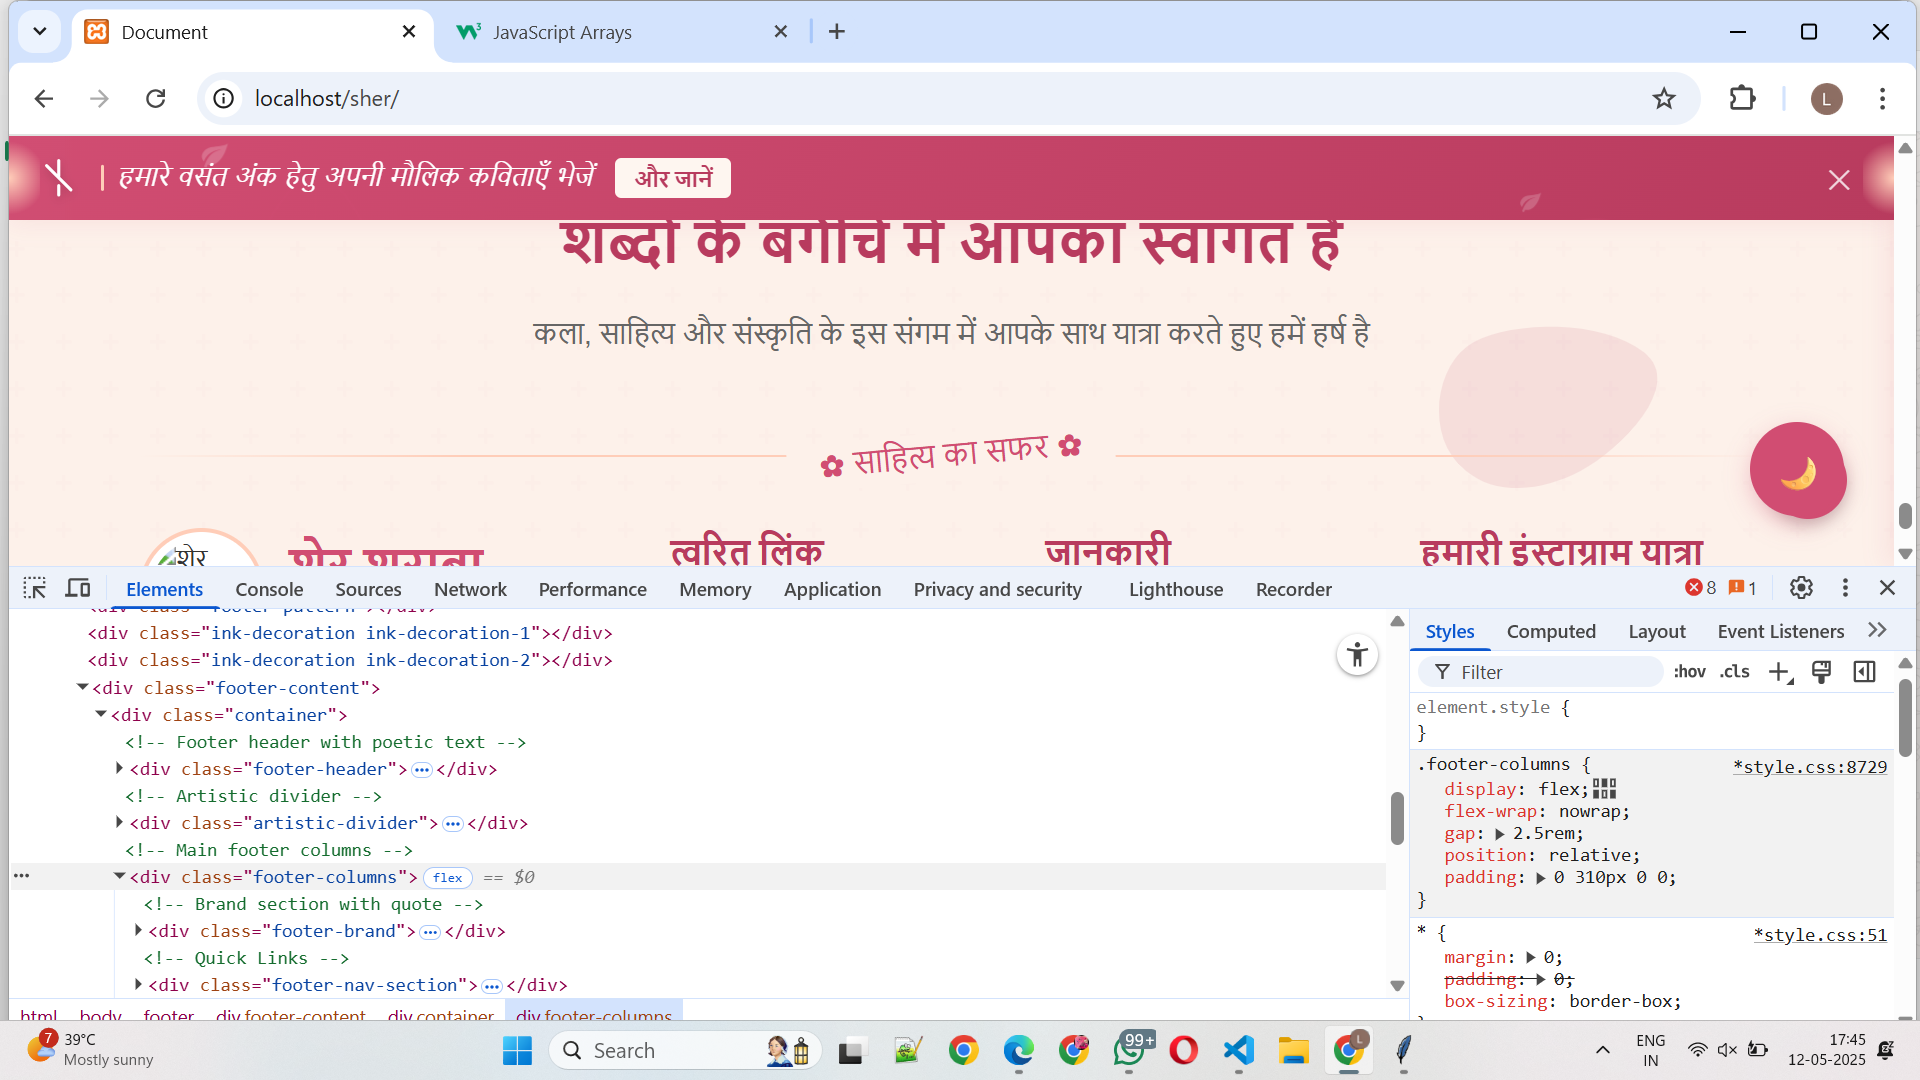 Document
JavaScript Arrays
localhost/sher/
L
| हमारे वसंत अंक हेतु अपनी मौलिक कविताएँ भेजें
और जानें
शब्दों के बगीचे में आपका स्वागत है
कला, साहित्य और संस्कृति के इस संगम में आपके साथ यात्रा करते हुए हमें हर्ष है
✿ साहित्य का सफर ✿
शेर
त्वरित लिंक
जानकारी
हमारी इंस्टाग्राम यात्रा
Elements
Console
Sources
Network
Performance
Memory
Application
Privacy and security
Lighthouse
Recorder
8
1
<div class="footer-pattern"></div>
<div class="ink-decoration ink-decoration-1"></div>
<div class="ink-decoration ink-decoration-2"></div>
<div class="footer-content">
<div class="container">
<!-- Footer header with poetic text -->
<div class="footer-header">…</div>
<!-- Artistic divider -->
<div class="artistic-divider">…</div>
<!-- Main footer columns -->
… <div class="footer-columns"> flex == $0
<!-- Brand section with quote -->
<div class="footer-brand">…</div>
<!-- Quick Links -->
<div class="footer-nav-section">…</div>
html body footer div.footer-content div.container div.footer-columns
Styles
Computed
Layout
Event Listeners
Filter
:hov .cls
element.style {
}
.footer-columns {
*style.css:8729
display: flex;
flex-wrap: nowrap;
gap: 2.5rem;
position: relative;
padding: 0 310px 0 0;
}
* {
*style.css:51
margin: 0;
padding: 0;
box-sizing: border-box;
7
39°C
Mostly sunny
Search
99+
L
ENG
IN
17:45
12-05-2025